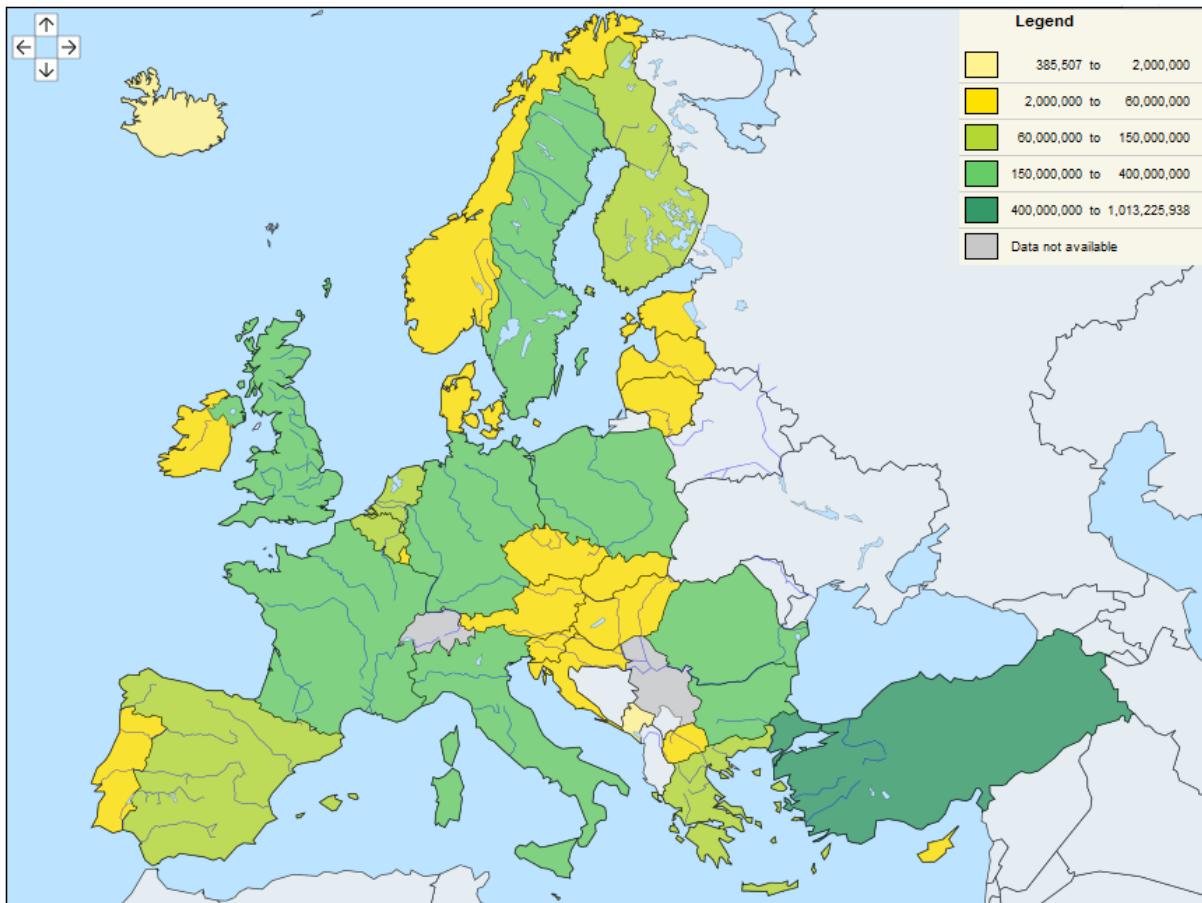 Legend
385,507 to 2,000,000
2,000,000 to 60,000,000
60,000,000 to 150,000,000
150,000,000 to 400,000,000
400,000,000 to 1,013,225,938
Data not available